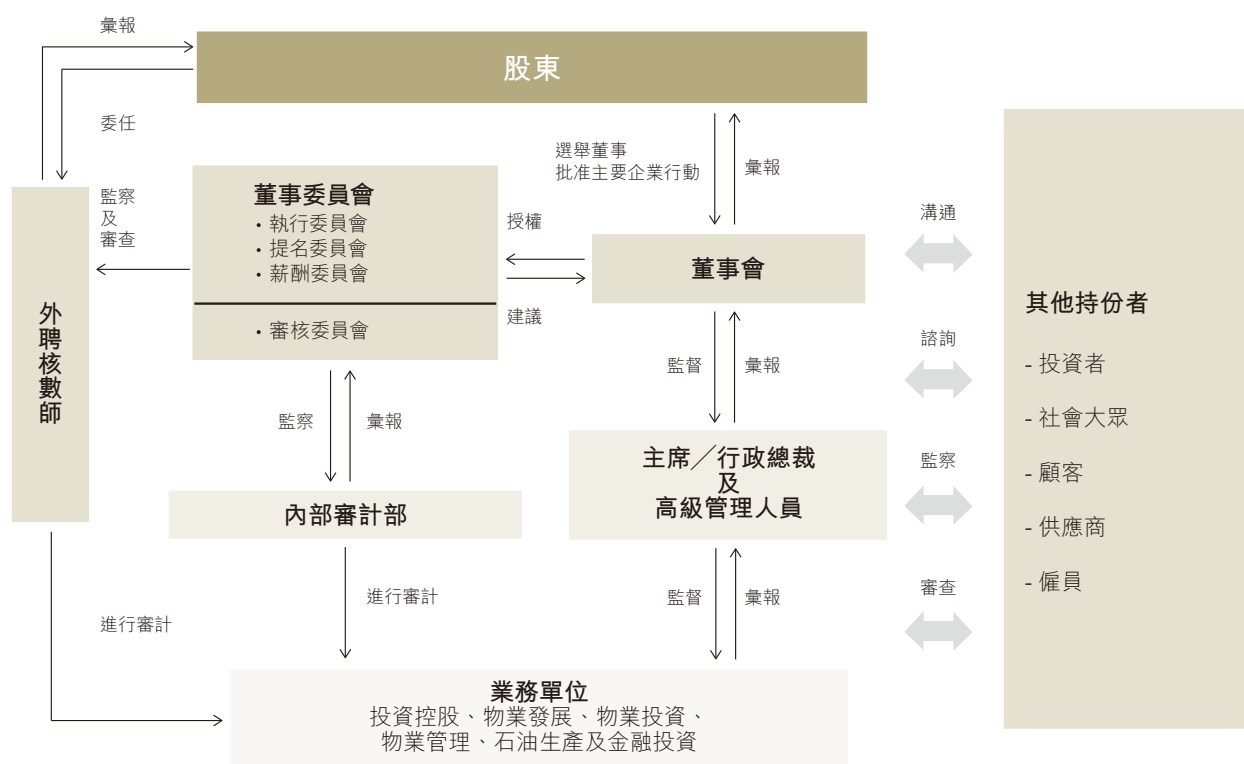 彙報
股東
委任
選舉董事
批准主要企業行動
彙報
監察
及
審查
董事委員會
• 執行委員會
• 提名委員會
• 薪酬委員會
• 審核委員會
授權
建議
董事會
溝通
諮詢
監察
審查
其他持份者
- 投資者
- 社會大眾
- 顧客
- 供應商
- 僱員
外聘核數師
監察
彙報
監督
彙報
內部審計部
主席／行政總裁
及
高級管理人員
進行審計
進行審計
監督
彙報
業務單位
投資控股、物業發展、物業投資、
物業管理、石油生產及金融投資